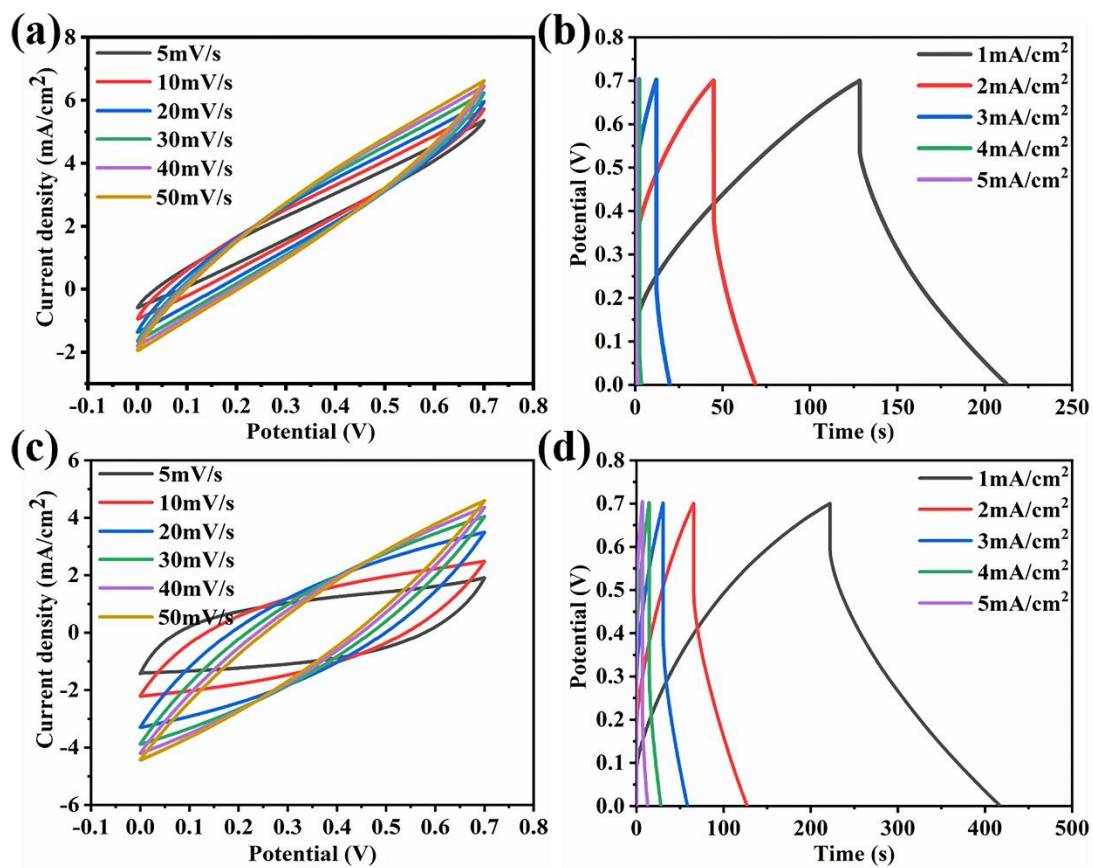 (a)
8
6
4
2
0
-2
Current density (mA/cm²)
5mV/s
10mV/s
20mV/s
30mV/s
40mV/s
50mV/s
-0.1 0.0 0.1 0.2 0.3 0.4 0.5 0.6 0.7 0.8
Potential (V)
(b)
0.8
0.7
0.6
0.5
0.4
0.3
0.2
0.1
0.0
Potential (V)
1mA/cm²
2mA/cm²
3mA/cm²
4mA/cm²
5mA/cm²
0 50 100 150 200 250
Time (s)
(c)
6
4
2
0
-2
-4
-6
Current density (mA/cm²)
5mV/s
10mV/s
20mV/s
30mV/s
40mV/s
50mV/s
-0.1 0.0 0.1 0.2 0.3 0.4 0.5 0.6 0.7 0.8
Potential (V)
(d)
0.8
0.7
0.6
0.5
0.4
0.3
0.2
0.1
0.0
Potential (V)
1mA/cm²
2mA/cm²
3mA/cm²
4mA/cm²
5mA/cm²
0 100 200 300 400 500
Time (s)